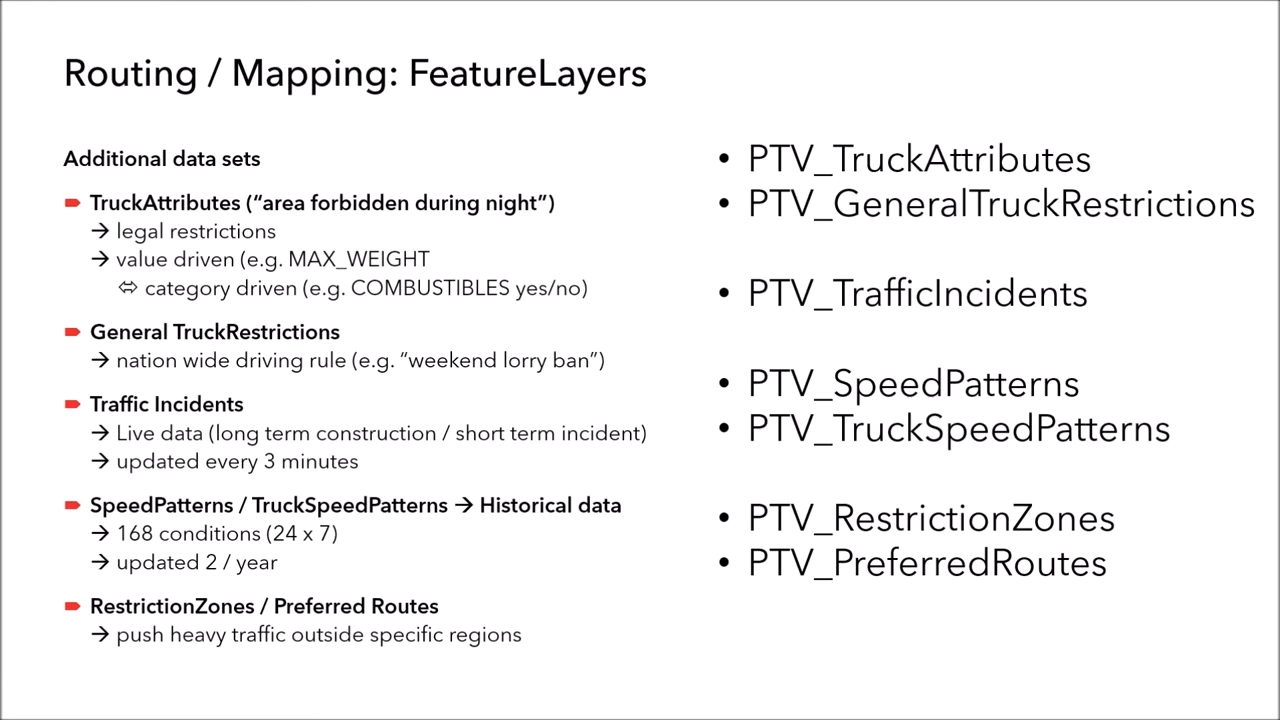 Routing / Mapping: FeatureLayers
Additional data sets
TruckAttributes (“area forbidden during night”)
→ legal restrictions
→ value driven (e.g. MAX_WEIGHT
⬄ category driven (e.g. COMBUSTIBLES yes/no)
General TruckRestrictions
→ nation wide driving rule (e.g. “weekend lorry ban”)
Traffic Incidents
→ Live data (long term construction / short term incident)
→ updated every 3 minutes
SpeedPatterns / TruckSpeedPatterns → Historical data
→ 168 conditions (24 x 7)
→ updated 2 / year
RestrictionZones / Preferred Routes
→ push heavy traffic outside specific regions
• PTV_TruckAttributes
• PTV_GeneralTruckRestrictions
• PTV_TrafficIncidents
• PTV_SpeedPatterns
• PTV_TruckSpeedPatterns
• PTV_RestrictionZones
• PTV_PreferredRoutes